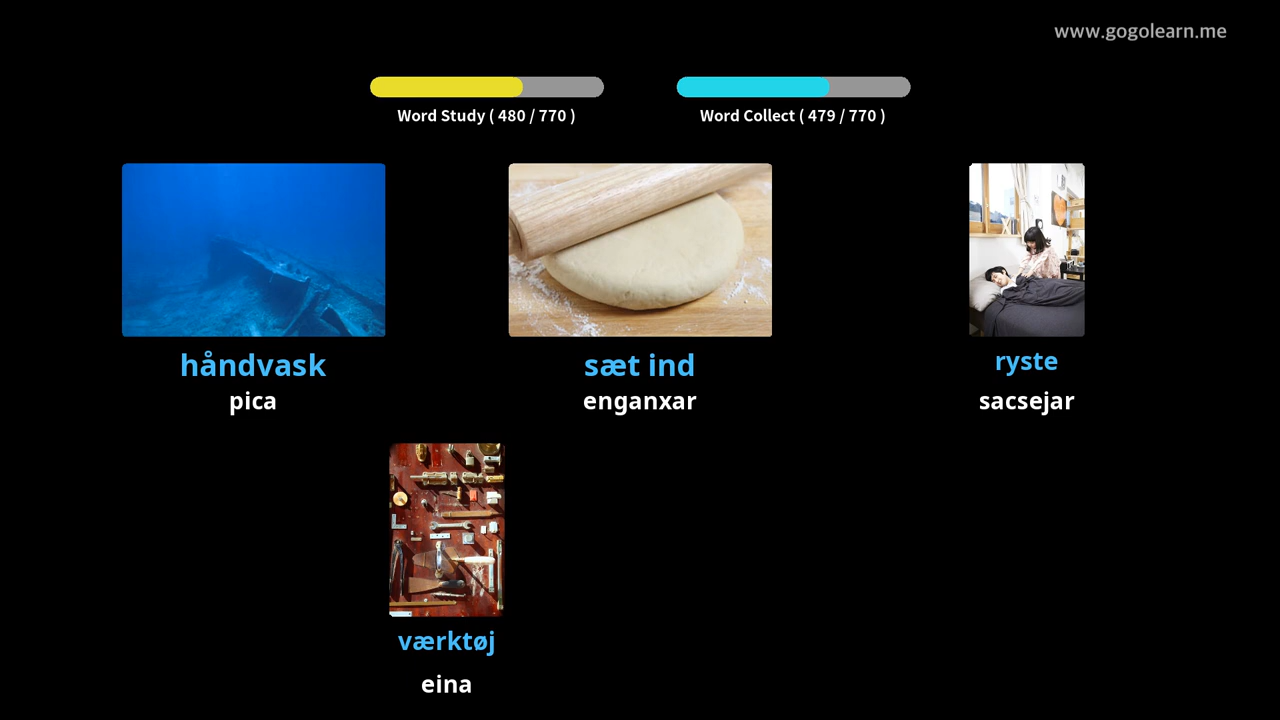 www.gogolearn.me
Word Study ( 480 / 770 )
Word Collect ( 479 / 770 )
håndvask
pica
sæt ind
enganxar
ryste
sacsejar
værktøj
eina